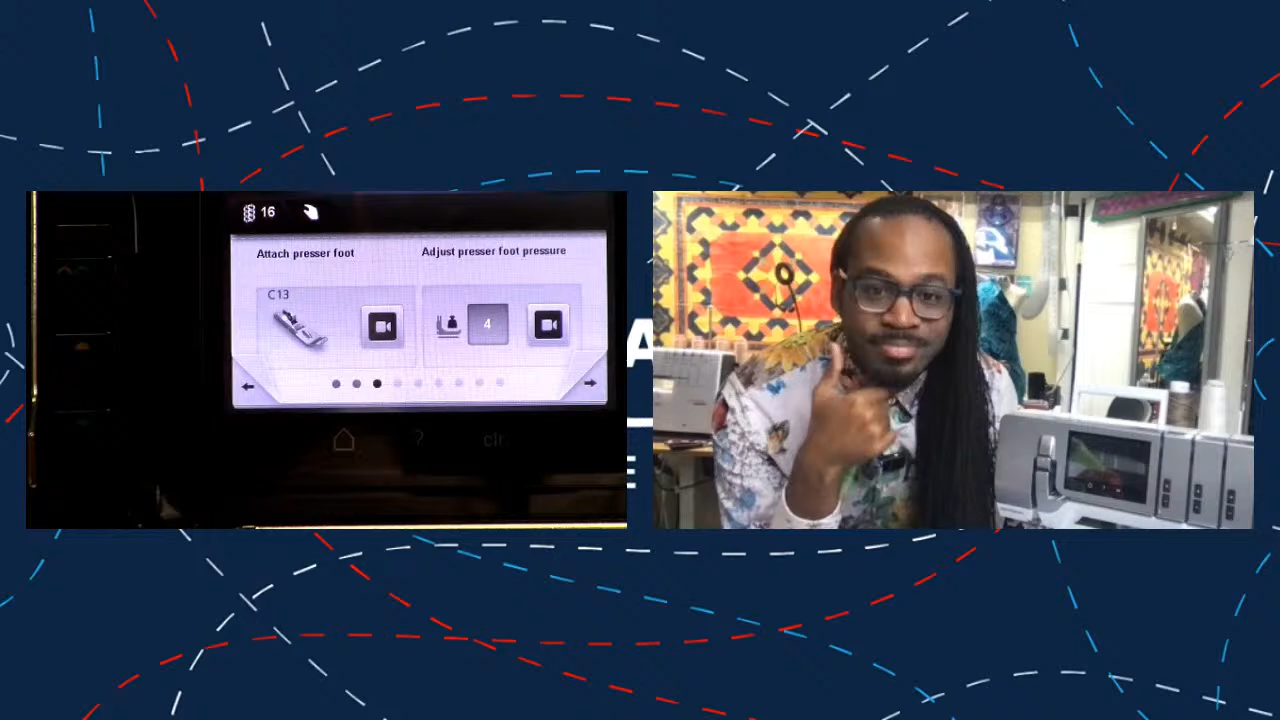 16
Attach presser foot
Adjust presser foot pressure
C13
4
? clr
A
E